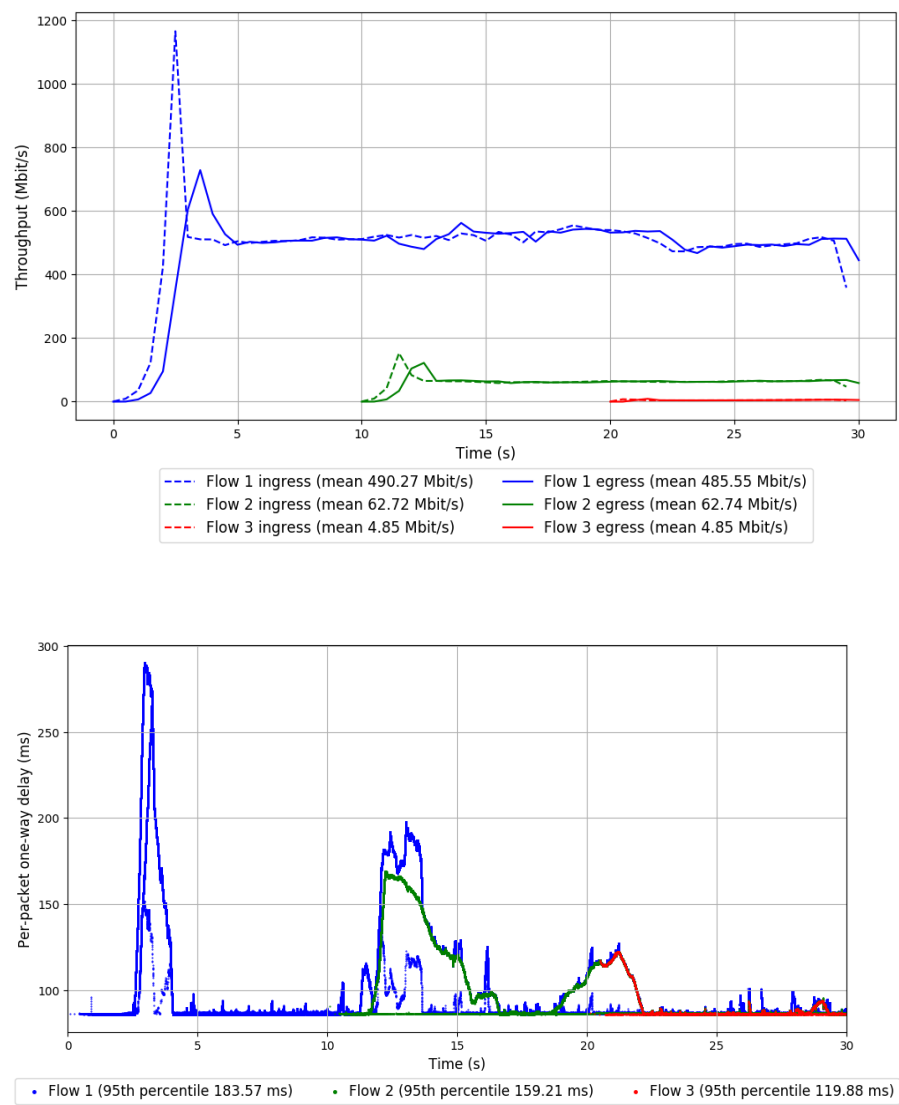 1200
1000
800
600
400
200
0
Throughput (Mbit/s)
0 5 10 15 20 25 30
Time (s)
Flow 1 ingress (mean 490.27 Mbit/s) Flow 1 egress (mean 485.55 Mbit/s)
Flow 2 ingress (mean 62.72 Mbit/s) Flow 2 egress (mean 62.74 Mbit/s)
Flow 3 ingress (mean 4.85 Mbit/s) Flow 3 egress (mean 4.85 Mbit/s)
300
250
200
150
100
Per-packet one-way delay (ms)
0 5 10 15 20 25 30
Time (s)
Flow 1 (95th percentile 183.57 ms) Flow 2 (95th percentile 159.21 ms) Flow 3 (95th percentile 119.88 ms)